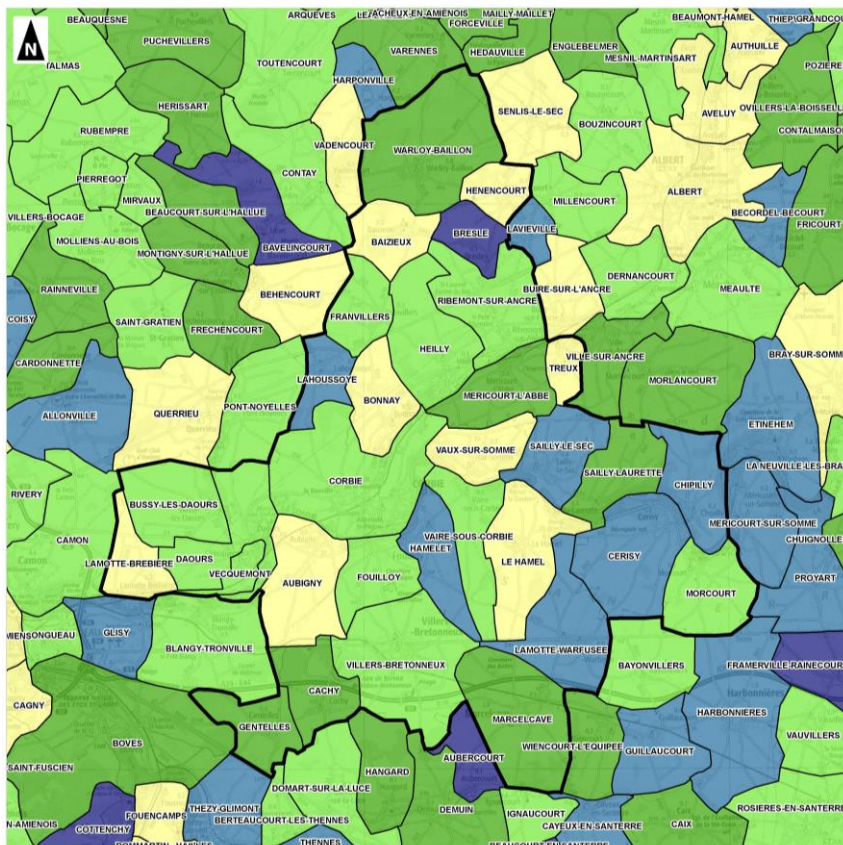 BEAUQUESNE
ARQUEVES
ACHEUX-EN-AMIENOIS
MAILLY-MAILLET
FORCEVILLE
BEAUMONT-HAMEL
PUCHEVILLERS
VARENNES
HEDAUVILLE
ENGLEBELMER
AUTHUILLE
MESNIL-MARTINSART
TALMAS
TOUTENCOURT
HARPONVILLE
POZIERE
HERISSART
SENLIS-LE-SEC
AVELUY
OVILLERS-LA-BOISSELLE
BOUZINCOURT
RUBEMPRE
CONTALMAISON
VADENCOURT
WARLOY-BAILLON
CONTAY
PIERREGOT
HENENCOURT
ALBERT
MIRVAUX
MILLENCOURT
BEAUCOURT-SUR-L'HALLUE
BECORDEL-BECOURT
VILLERS-BOCAGE
FRICOURT
LAVIEVILLE
BRESLE
MOLLIENS-AU-BOIS
BAIZIEUX
BAVELINCOURT
MONTIGNY-SUR-L'HALLUE
DERNANCOURT
RAINNEVILLE
BEHENCOURT
BUIRE-SUR-L'ANCRE
MEAULTE
RIBEMONT-SUR-ANCRE
FRANVILLERS
SAINT-GRATIEN
COISY
FRECHENCOURT
HEILLY
BRAY-SUR-SOMM
VILLE-SUR-ANCRE
CARDONNETTE
TREUX
LAHOUSSOYE
MORLANCOURT
BONNAY
MERICOURT-L'ABBE
PONT-NOYELLES
ALLONVILLE
QUERRIEU
ETINEHEM
SAILLY-LE-SEC
VAUX-SUR-SOMME
LA NEUVILLE-LES-BRA
SAILLY-LAURETTE
CORBIE
CHIPILLY
RIVERY
BUSSY-LES-DAOURS
MERICOURT-SUR-SOMME
VAIRE-SOUS-CORBIE
CHUIGNOLLE
CAMON
HAMELET
DAOURS
LAMOTTE-BREBIERE
LE HAMEL
CERISY
VECQUEMONT
FOUILLOY
PROYART
AUBIGNY
MORCOURT
GLISY
BLANGY-TRONVILLE
LAMOTTE-WARFUSEE
VILLERS-BRETONNEUX
BAYONVILLERS
FRAMERVILLE-RAINECOURT
CACHY
CAGNY
HARBONNIERES
MARCELCAVE
GENTELLES
VAUVILLERS
BOVES
WIENCOURT-L'EQUIPEE
GUILLAUCOURT
AUBERCOURT
SAINT-FUSCIEN
HANGARD
DOMART-SUR-LA-LUCE
THEZY-GLIMONT
ROSIERES-EN-SANTERRE
DEMUIN
FOUENCAMPS
IGNAUCOURT
CAIX
BERTEAUCOURT-LES-THENNES
COTTENCHY
CAYEUX-EN-SANTERRE
THENNES
BEAUCOURT-EN-SANTERRE
N